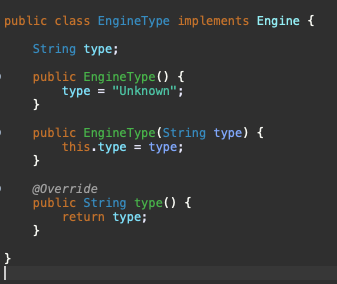 public class EngineType implements Engine {
String type;
public EngineType() {
type = "Unknown";
}
public EngineType(String type) {
this.type = type;
}
@Override
public String type() {
return type;
}
}